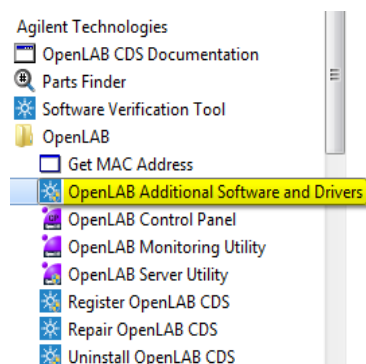 Agilent Technologies
OpenLAB CDS Documentation
Parts Finder
Software Verification Tool
OpenLAB
Get MAC Address
OpenLAB Additional Software and Drivers
OpenLAB Control Panel
OpenLAB Monitoring Utility
OpenLAB Server Utility
Register OpenLAB CDS
Repair OpenLAB CDS
Uninstall OpenLAB CDS